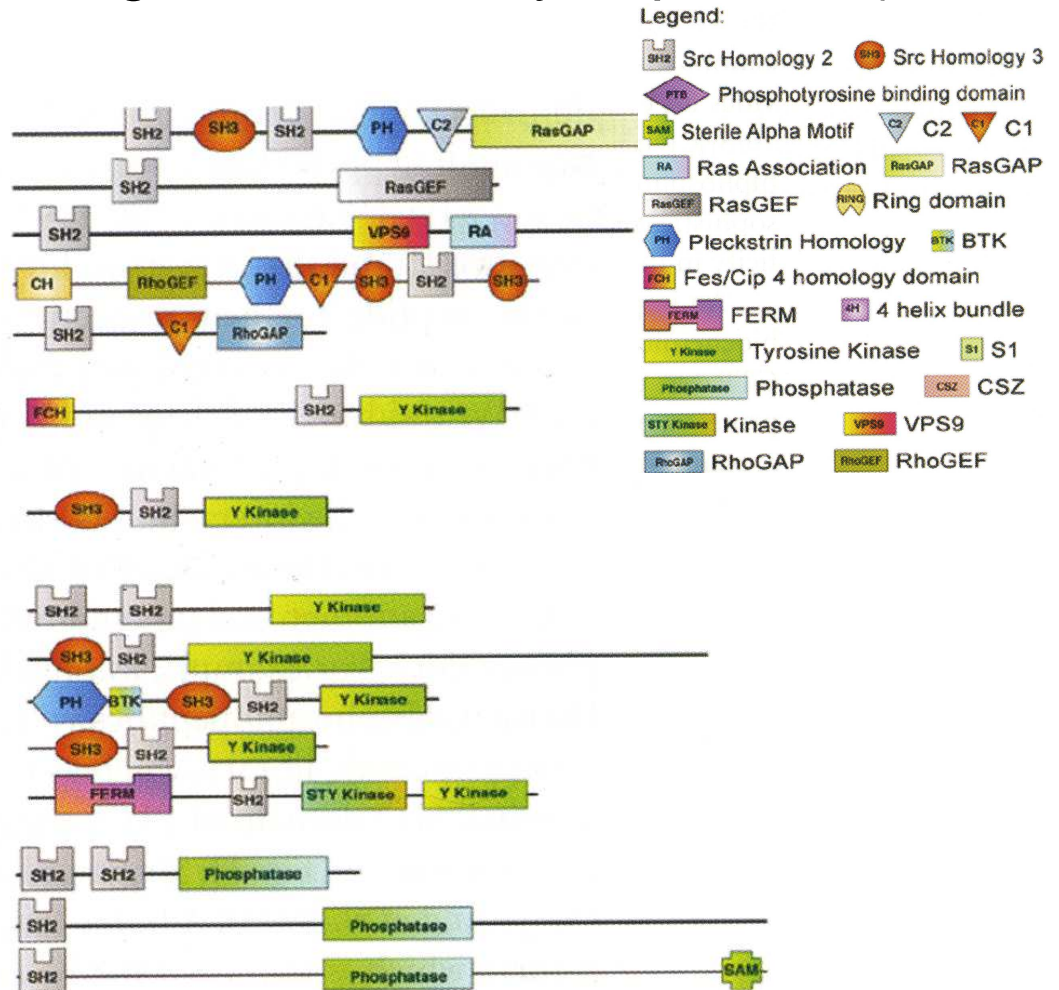 Legend:
SH2 Src Homology 2 SH3 Src Homology 3
PTB Phosphotyrosine binding domain
SAM Sterile Alpha Motif C2 C2 C1 C1
RA Ras Association RasGAP RasGAP
RasGEF RasGEF RING Ring domain
PH Pleckstrin Homology BTK BTK
FCH Fes/Cip 4 homology domain
FERM FERM 4H 4 helix bundle
Y Kinase Tyrosine Kinase S1 S1
Phosphatase Phosphatase CSZ CSZ
STY Kinase Kinase VPS9 VPS9
RhoGAP RhoGAP RhoGEF RhoGEF
SH2 SH3 SH2 PH C2 RasGAP
SH2 RasGEF
SH2 VPS9 RA
CH RhoGEF PH C1 SH3 SH2 SH3
SH2 C1 RhoGAP
FCH SH2 Y Kinase
SH3 SH2 Y Kinase
SH2 SH2 Y Kinase
SH3 SH2 Y Kinase
PH BTK SH3 SH2 Y Kinase
SH3 SH2 Y Kinase
FERM SH2 STY Kinase Y Kinase
SH2 SH2 Phosphatase
SH2 Phosphatase
SH2 Phosphatase SAM